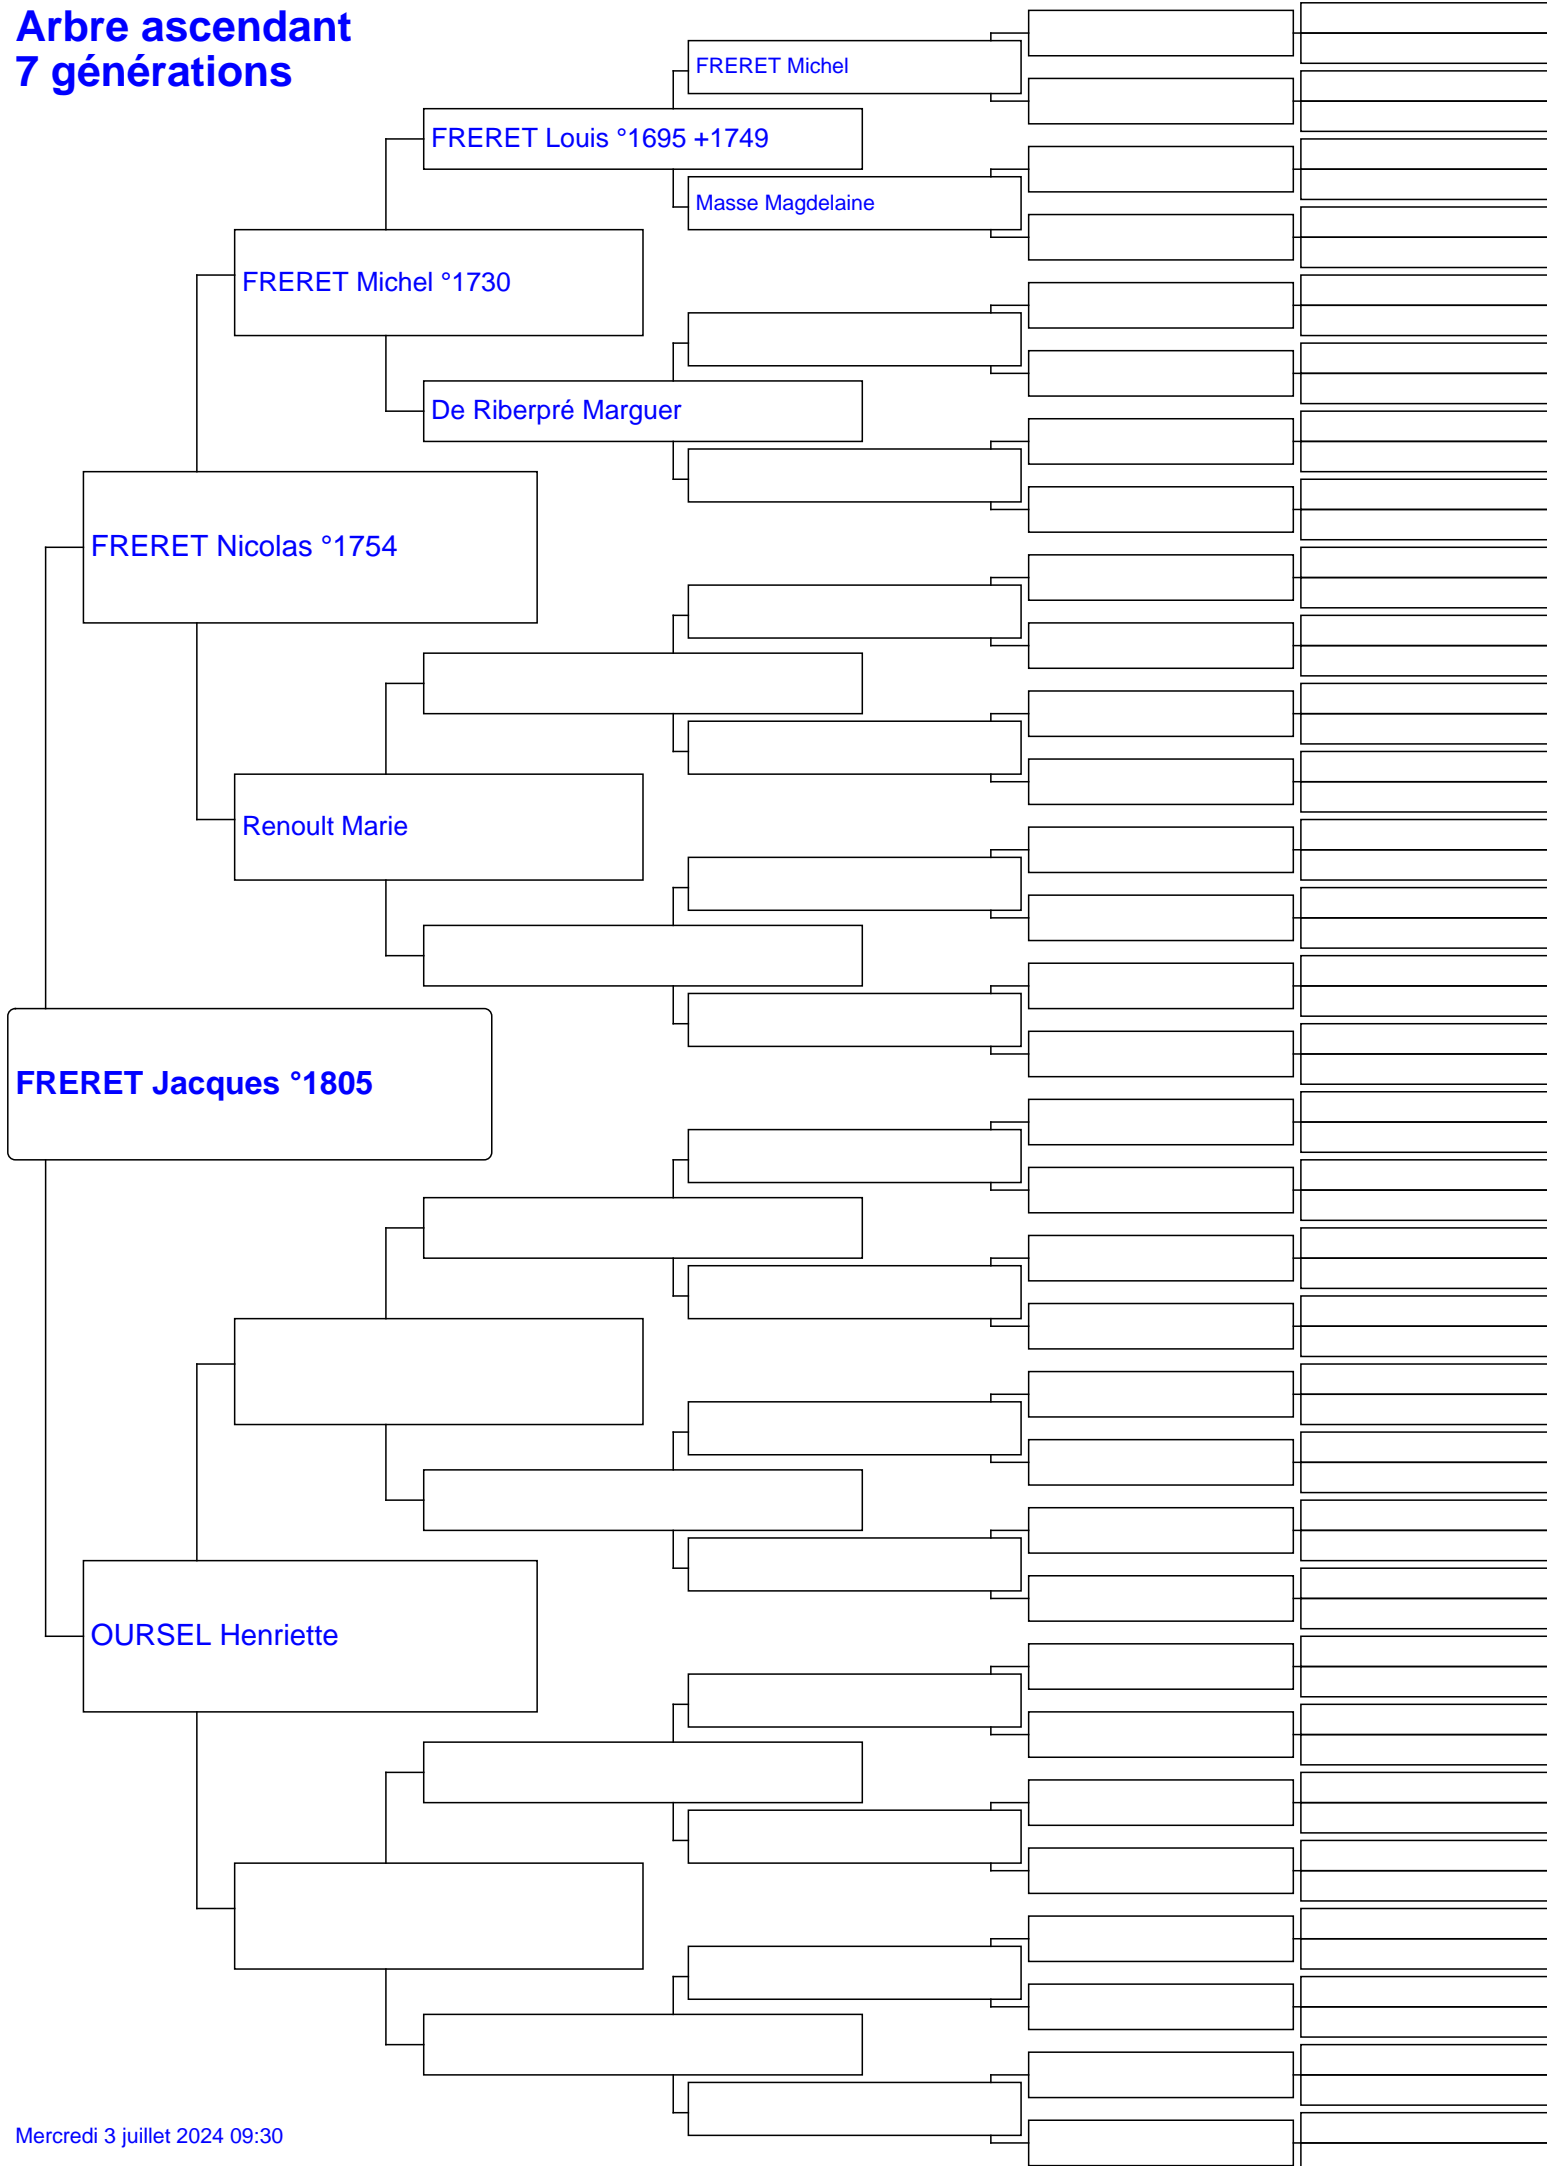 Arbre ascendant
7 générations
FRERET Michel
FRERET Louis °1695 +1749
Masse Magdelaine
FRERET Michel °1730
De Riberpré Marguer
FRERET Nicolas °1754
Renoult Marie
FRERET Jacques °1805
OURSEL Henriette
Mercredi 3 juillet 2024 09:30